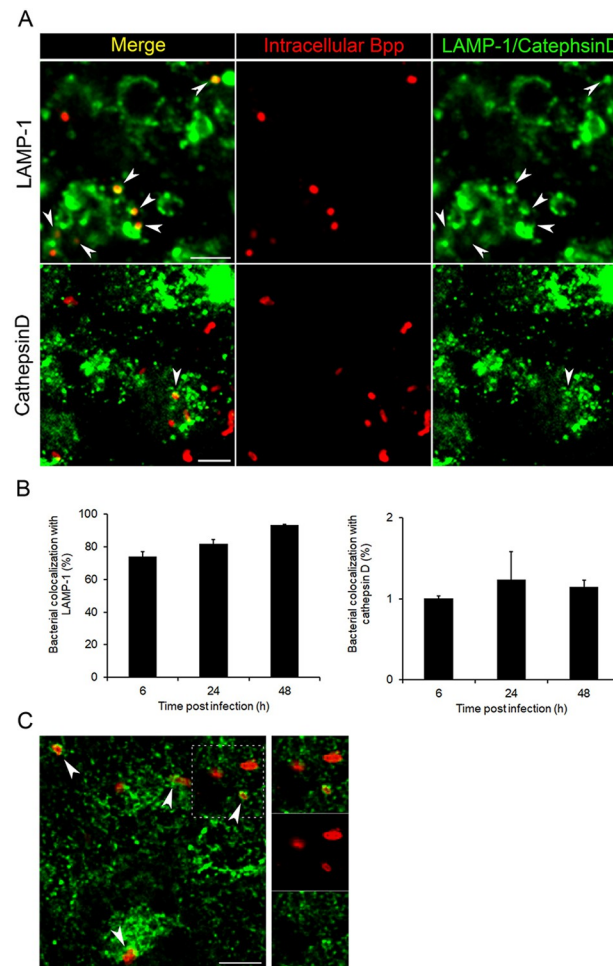 A
Merge
Intracellular Bpp
LAMP-1/CatephsinD
LAMP-1
CathepsinD
B
Bacterial colocalization with
LAMP-1 (%)
100
80
60
40
20
0
6
24
48
Time post infection (h)
Bacterial colocalization with
cathepsin D (%)
2
1
0
6
24
48
Time post infection (h)
C